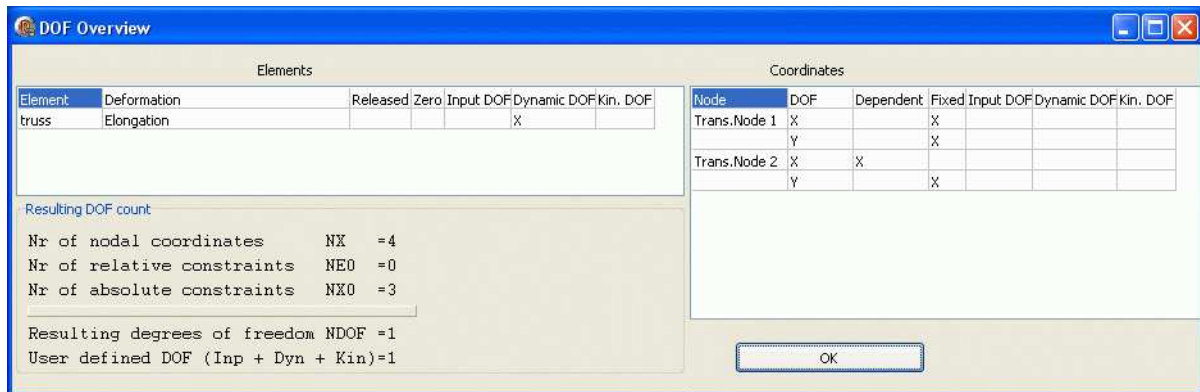 DOF Overview
Elements
Element Deformation Released Zero Input DOF Dynamic DOF Kin. DOF
truss Elongation X
Resulting DOF count
Nr of nodal coordinates NX =4
Nr of relative constraints NE0 =0
Nr of absolute constraints NX0 =3
Resulting degrees of freedom NDOF =1
User defined DOF (Inp + Dyn + Kin)=1
Coordinates
Node DOF Dependent Fixed Input DOF Dynamic DOF Kin. DOF
Trans.Node 1 X X
Y X
Trans.Node 2 X X
Y X
OK